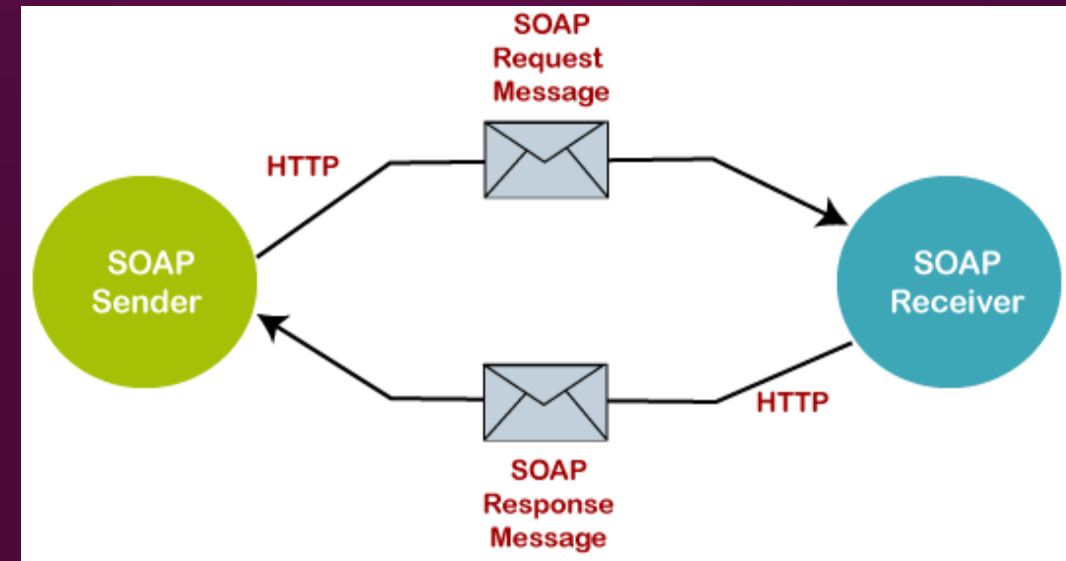 SOAP
Request
Message
HTTP
SOAP
Sender
SOAP
Receiver
HTTP
SOAP
Response
Message